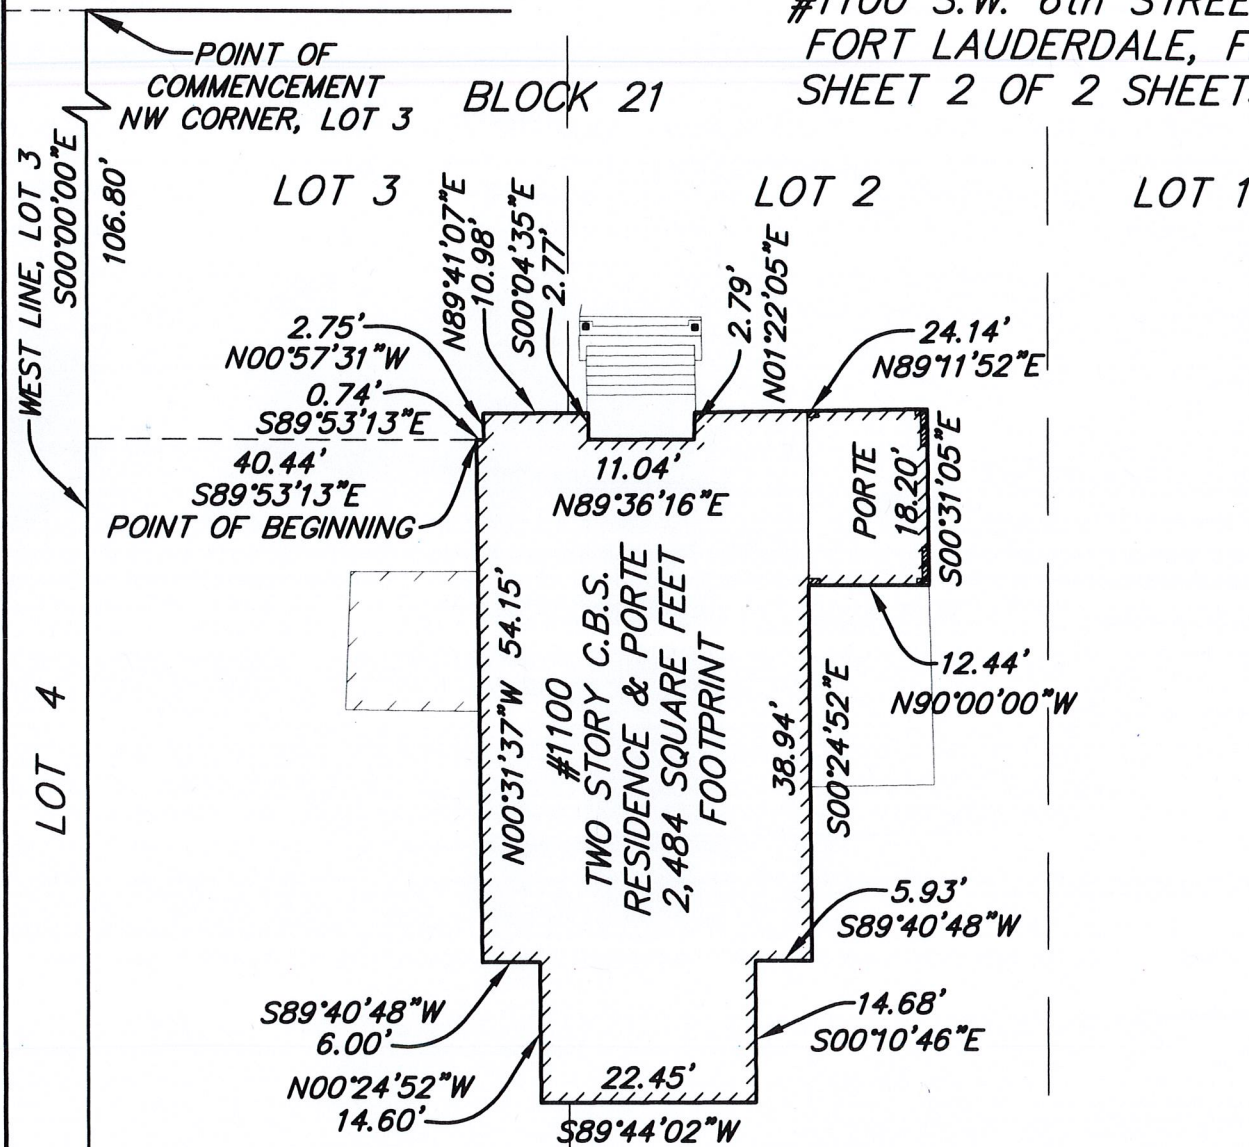 #1100 S.W. 6th STREE
FORT LAUDERDALE, F
SHEET 2 OF 2 SHEETS
POINT OF
COMMENCEMENT
NW CORNER, LOT 3
BLOCK 21
WEST LINE, LOT 3
S00°00'00"E
106.80'
LOT 3
LOT 2
LOT 1
N89°41'07"E
10.98'
S00°04'35"E
2.77'
2.79'
N01°22'05"E
2.75'
N00°57'31"W
0.74'
S89°53'13"E
24.14'
N89°11'52"E
40.44'
S89°53'13"E
POINT OF BEGINNING
11.04'
N89°36'16"E
PORTE
18.20'
S00°31'05"E
N00°31'37"W 54.15'
#1100
TWO STORY C.B.S.
RESIDENCE & PORTE
2,484 SQUARE FEET
FOOTPRINT
12.44'
N90°00'00"W
38.94'
S00°24'52"E
LOT 4
5.93'
S89°40'48"W
S89°40'48"W
6.00'
14.68'
S00°10'46"E
N00°24'52"W
14.60'
22.45'
S89°44'02"W